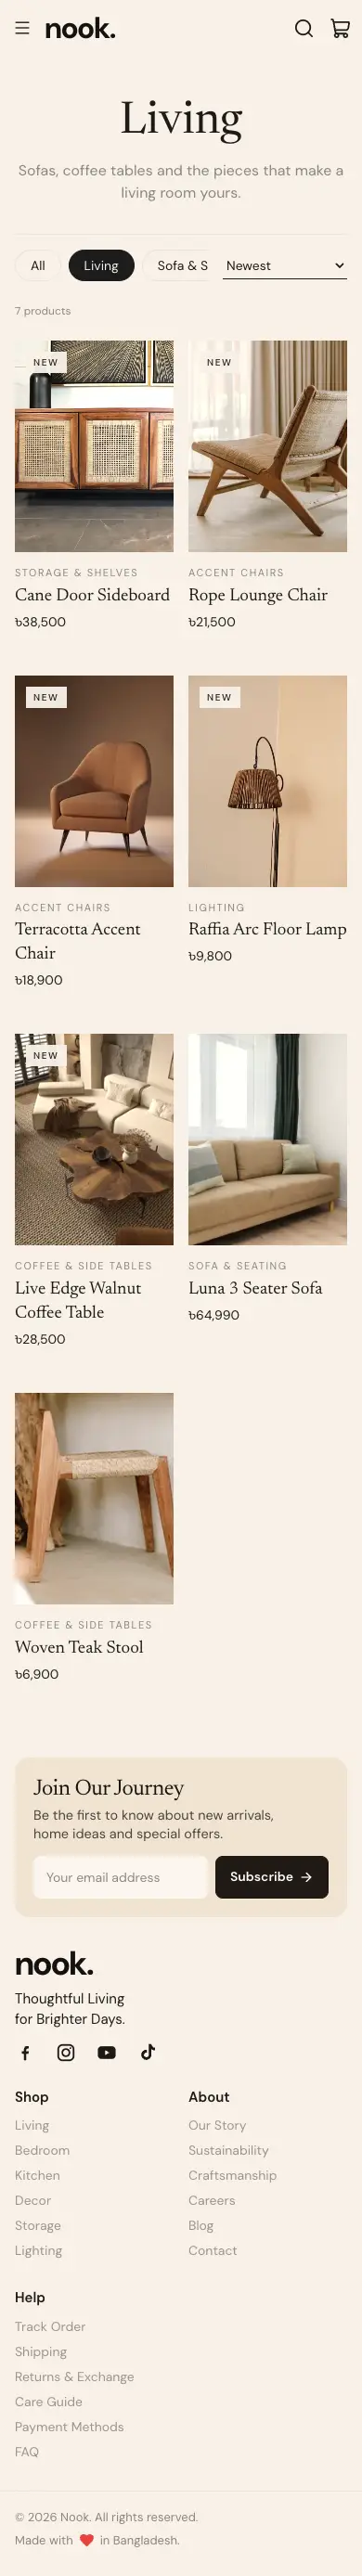 nook.
Living
Sofas, coffee tables and the pieces that make a
living room yours.
All
Living
Sofa & S
Newest
7 products
NEW
NEW
STORAGE & SHELVES
Cane Door Sideboard
৳38,500
ACCENT CHAIRS
Rope Lounge Chair
৳21,500
NEW
NEW
ACCENT CHAIRS
Terracotta Accent
Chair
৳18,900
LIGHTING
Raffia Arc Floor Lamp
৳9,800
NEW
COFFEE & SIDE TABLES
Live Edge Walnut
Coffee Table
৳28,500
SOFA & SEATING
Luna 3 Seater Sofa
৳64,990
COFFEE & SIDE TABLES
Woven Teak Stool
৳6,900
Join Our Journey
Be the first to know about new arrivals,
home ideas and special offers.
Your email address
Subscribe →
nook.
Thoughtful Living
for Brighter Days.
Shop
Living
Bedroom
Kitchen
Decor
Storage
Lighting
About
Our Story
Sustainability
Craftsmanship
Careers
Blog
Contact
Help
Track Order
Shipping
Returns & Exchange
Care Guide
Payment Methods
FAQ
© 2026 Nook. All rights reserved.
Made with ❤️ in Bangladesh.